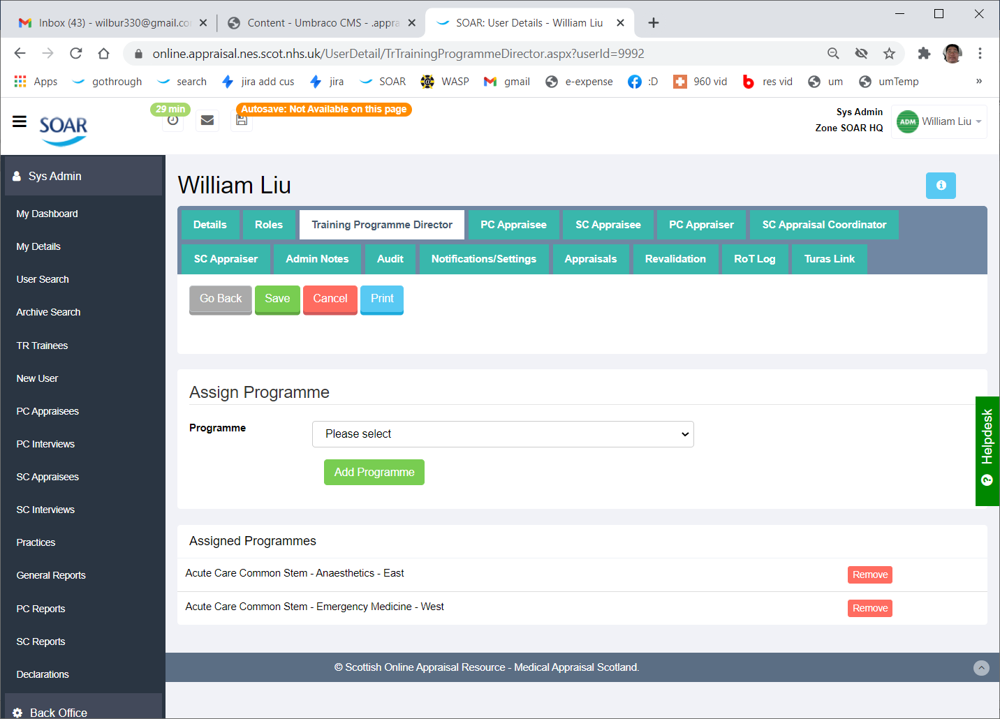 Inbox (43) - wilbur330@gmail.co
Content - Umbraco CMS - .appra
SOAR: User Details - William Liu
online.appraisal.nes.scot.nhs.uk/UserDetail/TrTrainingProgrammeDirector.aspx?userId=9992
Apps gothrough search jira add cus jira SOAR WASP gmail e-expense :D 960 vid res vid um umTemp »
SOAR
29 min
Autosave: Not Available on this page
Sys Admin
Zone SOAR HQ
ADM William Liu
Sys Admin
My Dashboard
My Details
User Search
Archive Search
TR Trainees
New User
PC Appraisees
PC Interviews
SC Appraisees
SC Interviews
Practices
General Reports
PC Reports
SC Reports
Declarations
Back Office
William Liu
Details Roles Training Programme Director PC Appraisee SC Appraisee PC Appraiser SC Appraisal Coordinator
SC Appraiser Admin Notes Audit Notifications/Settings Appraisals Revalidation RoT Log Turas Link
Go Back Save Cancel Print
Assign Programme
Programme Please select
Add Programme
Helpdesk
Assigned Programmes
Acute Care Common Stem - Anaesthetics - East Remove
Acute Care Common Stem - Emergency Medicine - West Remove
© Scottish Online Appraisal Resource - Medical Appraisal Scotland.